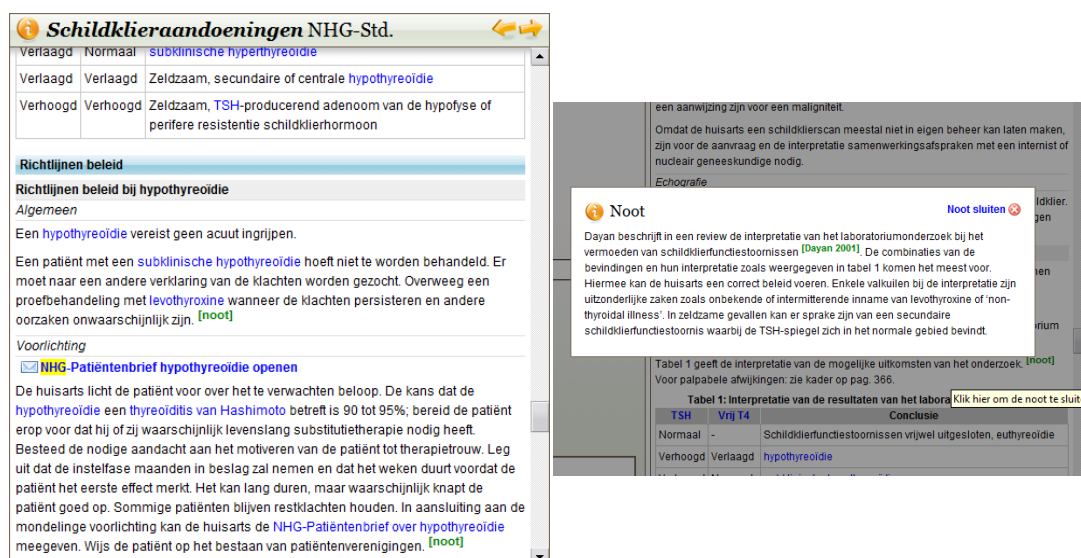 Schildklieraandoeningen NHG-Std.
Verlaagd Normaal subklinische hyperthyreoïdie
Verlaagd Verlaagd Zeldzaam, secundaire of centrale hypothyreoïdie
Verhoogd Verhoogd Zeldzaam, TSH-producerend adenoom van de hypofyse of
perifere resistentie schildklierhormoon
Richtlijnen beleid
Richtlijnen beleid bij hypothyreoïdie
Algemeen
Een hypothyreoïdie vereist geen acuut ingrijpen.
Een patiënt met een subklinische hypothyreoïdie hoeft niet te worden behandeld. Er
moet naar een andere verklaring van de klachten worden gezocht. Overweeg een
proefbehandeling met levothyroxine wanneer de klachten persisteren en andere
oorzaken onwaarschijnlijk zijn. [noot]
Voorlichting
NHG-Patiëntenbrief hypothyreoïdie openen
De huisarts licht de patiënt voor over het te verwachten beloop. De kans dat de
hypothyreoïdie een thyreoïditis van Hashimoto betreft is 90 tot 95%; bereid de patiënt
erop voor dat hij of zij waarschijnlijk levenslang substitutietherapie nodig heeft.
Besteed de nodige aandacht aan het motiveren van de patiënt tot therapietrouw. Leg
uit dat de instelfase maanden in beslag zal nemen en dat het weken duurt voordat de
patiënt het eerste effect merkt. Het kan lang duren, maar waarschijnlijk knapt de
patiënt goed op. Sommige patiënten blijven restklachten houden. In aansluiting aan de
mondelinge voorlichting kan de huisarts de NHG-Patiëntenbrief over hypothyreoïdie
meegeven. Wijs de patiënt op het bestaan van patiëntenverenigingen. [noot]
een aanwijzing zijn voor een maligniteit.
Omdat de huisarts een schildklierscan meestal niet in eigen beheer kan laten maken,
zijn voor de aanvraag en de interpretatie samenwerkingsafspraken met een internist of
nucleair geneeskundige nodig.
Echografie
Noot
Noot sluiten
Dayan beschrijft in een review de interpretatie van het laboratoriumonderzoek bij het
vermoeden van schildklierfunctiestoornissen [Dayan 2001]. De combinaties van de
bevindingen en hun interpretatie zoals weergegeven in tabel 1 komen het meest voor.
Hiermee kan de huisarts een correct beleid voeren. Enkele valkuilen bij de interpretatie zijn
uitzonderlijke zaken zoals onbekende of intermitterende inname van levothyroxine of 'non-
thyroidal illness'. In zeldzame gevallen kan er sprake zijn van een secundaire
schildklierfunctiestoornis waarbij de TSH-spiegel zich in het normale gebied bevindt.
Tabel 1 geeft de interpretatie van de mogelijke uitkomsten van het onderzoek. [noot]
Voor palpabele afwijkingen: zie kader op pag. 366.
Tabel 1: Interpretatie van de resultaten van het labora
Klik hier om de noot te sluit
TSH Vrij T4 Conclusie
Normaal - Schildklierfunctiestoornissen vrijwel uitgesloten, euthyreoïdie
Verhoogd Verlaagd hypothyreoïdie